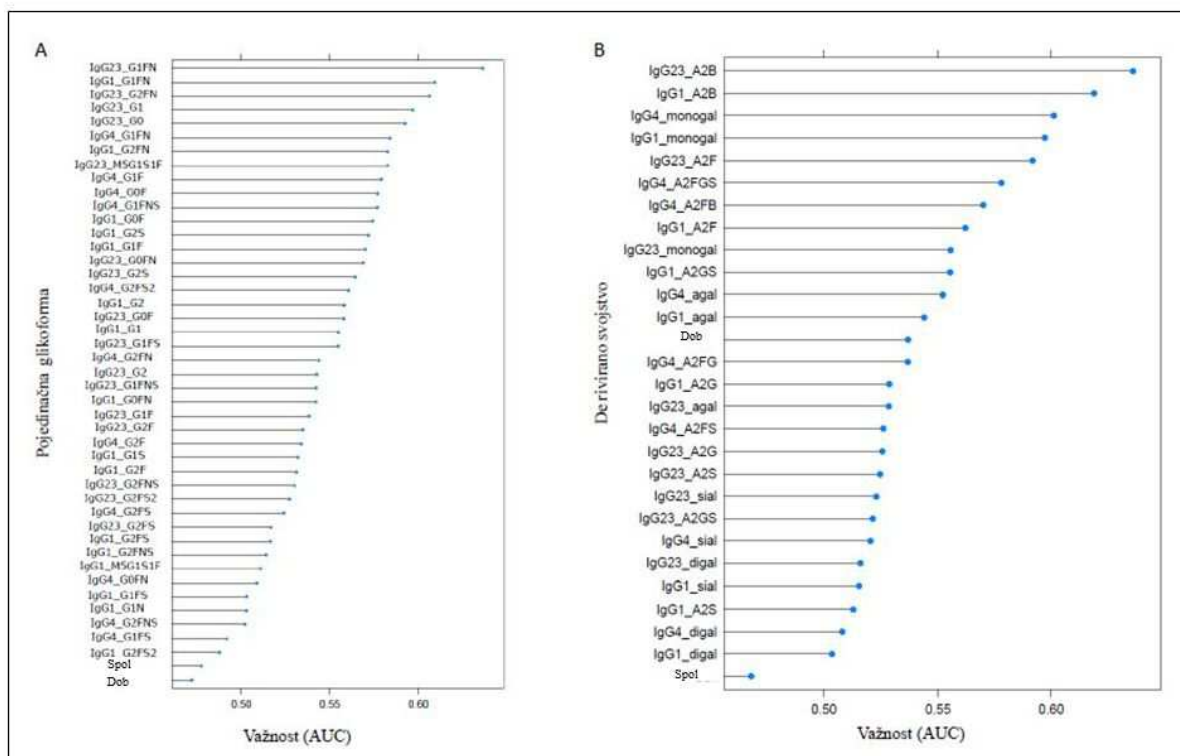 A
Pojedinačna glikoforma
IgG23_G1FN
IgG1_G1FN
IgG23_G2FN
IgG23_G1
IgG23_G0
IgG4_G1FN
IgG1_G2FN
IgG23_M5G1S1F
IgG4_G1F
IgG4_G0F
IgG4_G1FNS
IgG1_G0F
IgG1_G2S
IgG1_G1F
IgG23_G0FN
IgG23_G2S
IgG4_G2FS2
IgG1_G2
IgG23_G0F
IgG1_G1
IgG23_G1FS
IgG4_G2FN
IgG23_G2
IgG23_G1FNS
IgG1_G0FN
IgG23_G1F
IgG23_G2F
IgG4_G2F
IgG1_G1S
IgG1_G2F
IgG23_G2FNS
IgG23_G2FS2
IgG4_G2FS
IgG23_G2FS
IgG1_G2FS
IgG1_G2FNS
IgG1_M5G1S1F
IgG4_G0FN
IgG1_G1FS
IgG1_G1N
IgG4_G2FNS
IgG4_G1FS
IgG1_G2FS2
Spol
Dob
0.50 0.55 0.60
Važnost (AUC)
B
Derivirano svojstvo
IgG23_A2B
IgG1_A2B
IgG4_monogal
IgG1_monogal
IgG23_A2F
IgG4_A2FGS
IgG4_A2FB
IgG1_A2F
IgG23_monogal
IgG1_A2GS
IgG4_agal
IgG1_agal
Dob
IgG4_A2FG
IgG1_A2G
IgG23_agal
IgG4_A2FS
IgG23_A2G
IgG23_A2S
IgG23_sial
IgG23_A2GS
IgG4_sial
IgG23_digal
IgG1_sial
IgG1_A2S
IgG4_digal
IgG1_digal
Spol
0.50 0.55 0.60
Važnost (AUC)